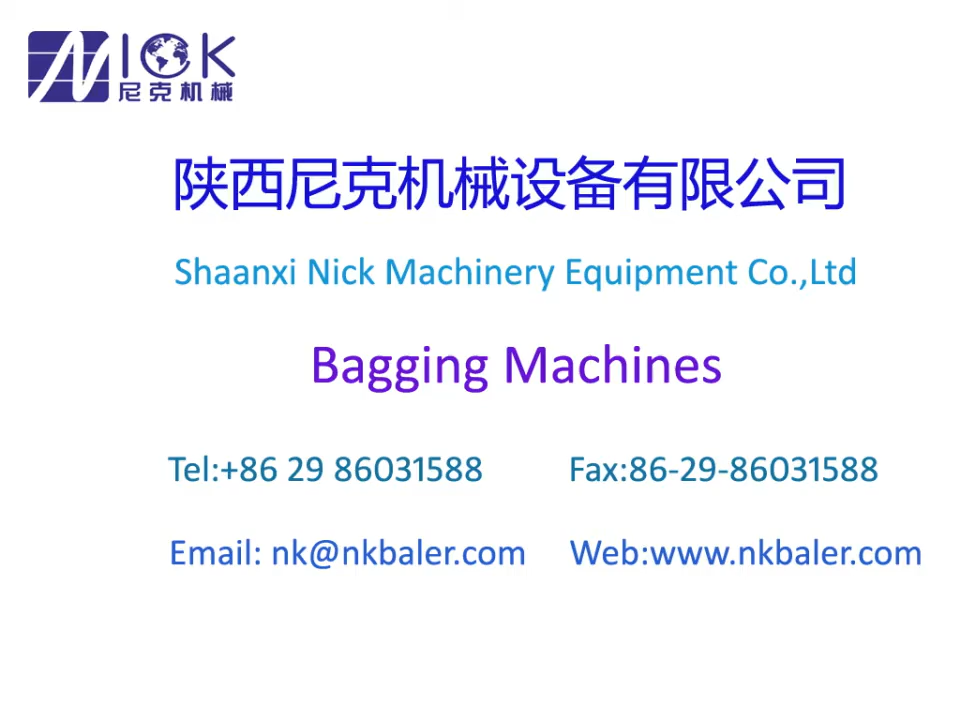 NICK
尼克机械
陕西尼克机械设备有限公司
Shaanxi Nick Machinery Equipment Co.,Ltd
Bagging Machines
Tel:+86 29 86031588 Fax:86-29-86031588
Email: nk@nkbaler.com Web:www.nkbaler.com